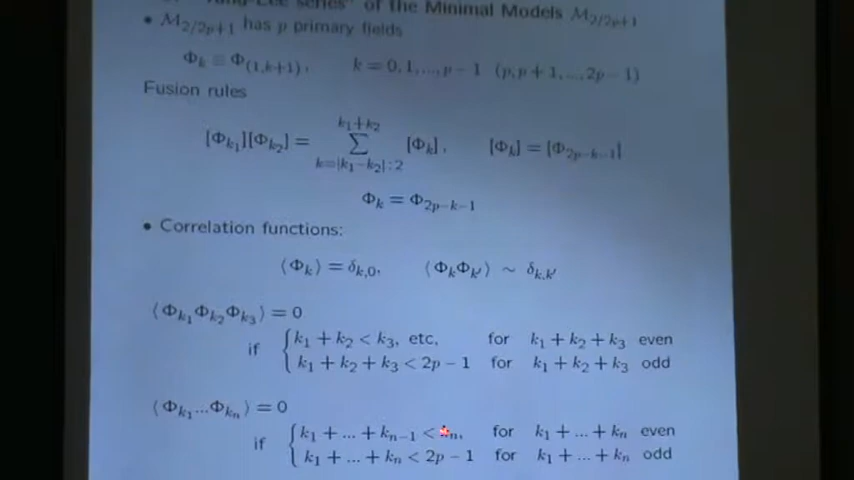 "Yang-Lee series" of the Minimal Models M_{2/2p+1}
• M_{2/2p+1} has p primary fields
Φ_k ≡ Φ_{(1,k+1)}, k = 0, 1, ..., p − 1 (p, p + 1, ..., 2p − 1)
Fusion rules
[Φ_{k_1}][Φ_{k_2}] = ∑_{k=|k_1−k_2|:2}^{k_1+k_2} [Φ_k], [Φ_k] = [Φ_{2p−k−1}]
Φ_k = Φ_{2p−k−1}
• Correlation functions:
⟨Φ_k⟩ = δ_{k,0}, ⟨Φ_kΦ_{k'}⟩ ∼ δ_{k,k'}
⟨Φ_{k_1}Φ_{k_2}Φ_{k_3}⟩ = 0
if { k_1 + k_2 < k_3, etc, for k_1 + k_2 + k_3 even
k_1 + k_2 + k_3 < 2p − 1 for k_1 + k_2 + k_3 odd
⟨Φ_{k_1}...Φ_{k_n}⟩ = 0
if { k_1 + ... + k_{n−1} < k_n, for k_1 + ... + k_n even
k_1 + ... + k_n < 2p − 1 for k_1 + ... + k_n odd